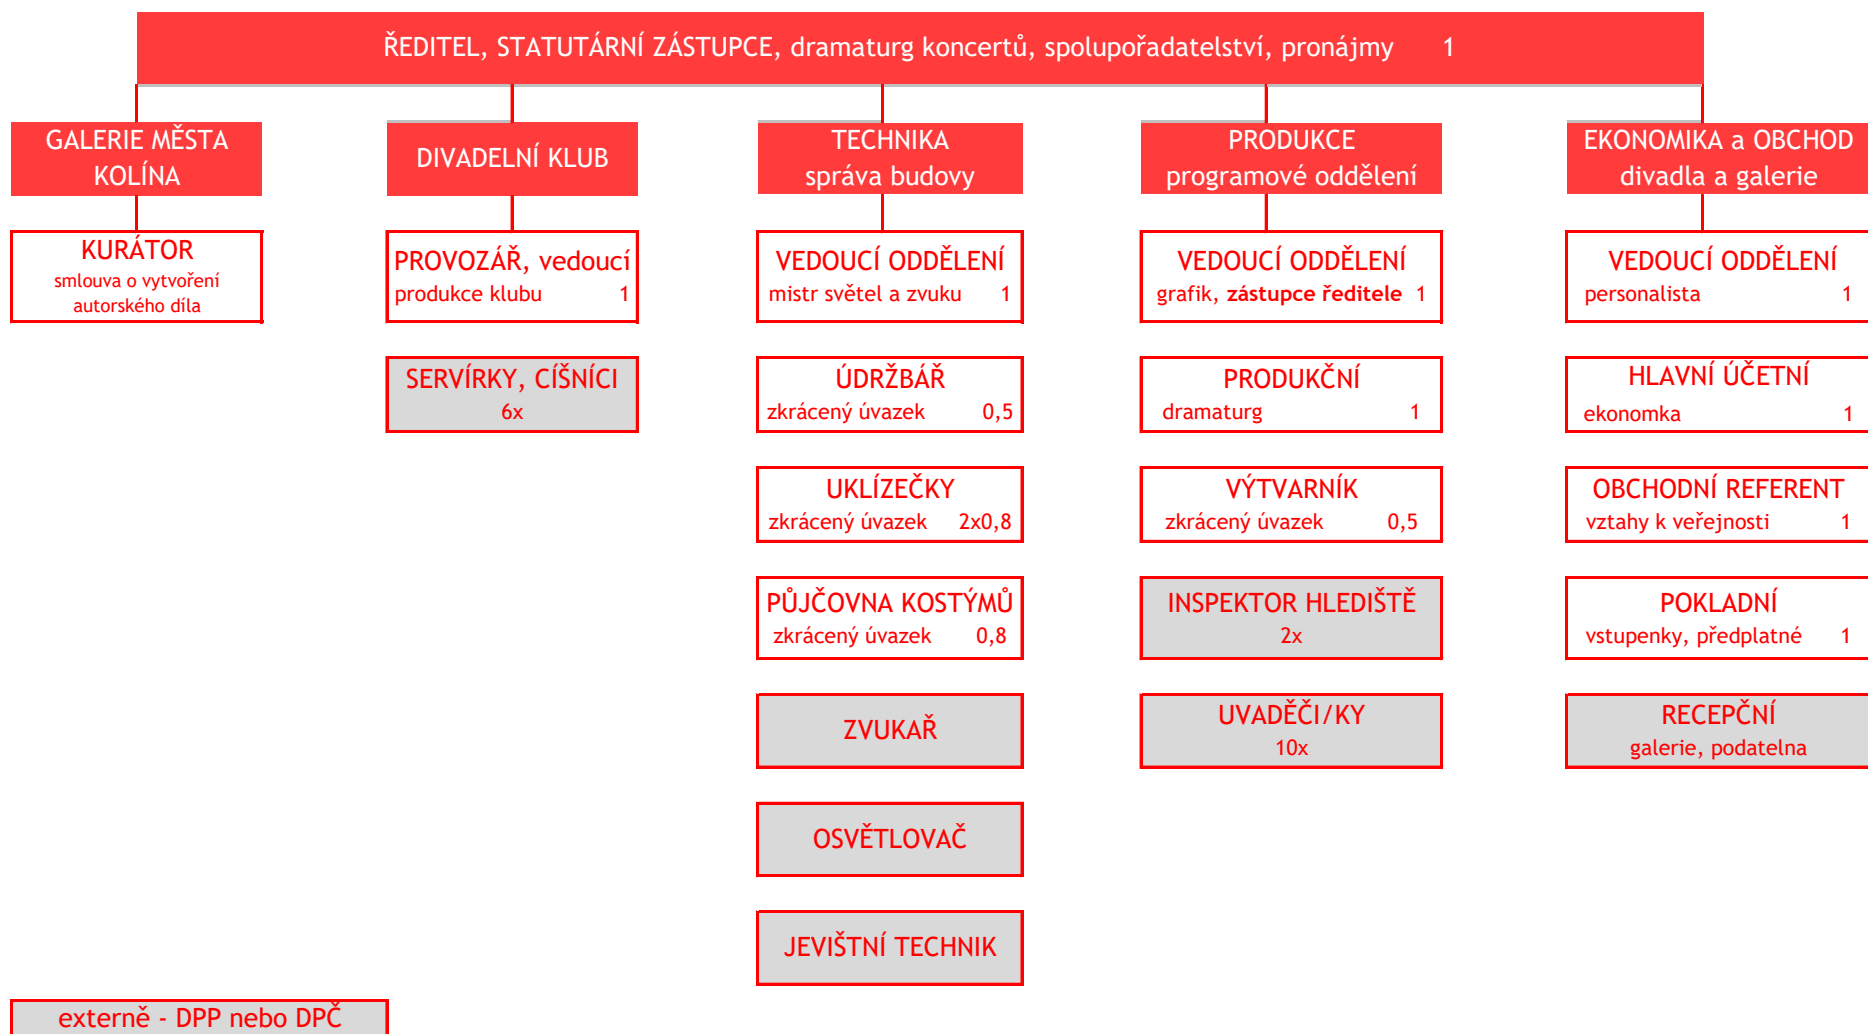 ŘEDITEL, STATUTÁRNÍ ZÁSTUPCE, dramaturg koncertů, spolupořadatelství, pronájmy 1
GALERIE MĚSTA
KOLÍNA
KURÁTOR
smlouva o vytvoření
autorského díla
DIVADELNÍ KLUB
PROVOZÁŘ, vedoucí
produkce klubu 1
SERVÍRKY, CÍŠNÍCI
6x
TECHNIKA
správa budovy
VEDOUCÍ ODDĚLENÍ
mistr světel a zvuku 1
ÚDRŽBÁŘ
zkrácený úvazek 0,5
UKLÍZEČKY
zkrácený úvazek 2x0,8
PŮJČOVNA KOSTÝMŮ
zkrácený úvazek 0,8
ZVUKAŘ
OSVĚTLOVAČ
JEVIŠTNÍ TECHNIK
PRODUKCE
programové oddělení
VEDOUCÍ ODDĚLENÍ
grafik, zástupce ředitele 1
PRODUKČNÍ
dramaturg 1
VÝTVARNÍK
zkrácený úvazek 0,5
INSPEKTOR HLEDIŠTĚ
2x
UVADĚČI/KY
10x
EKONOMIKA a OBCHOD
divadla a galerie
VEDOUCÍ ODDĚLENÍ
personalista 1
HLAVNÍ ÚČETNÍ
ekonomka 1
OBCHODNÍ REFERENT
vztahy k veřejnosti 1
POKLADNÍ
vstupenky, předplatné 1
RECEPČNÍ
galerie, podatelna
externě - DPP nebo DPČ